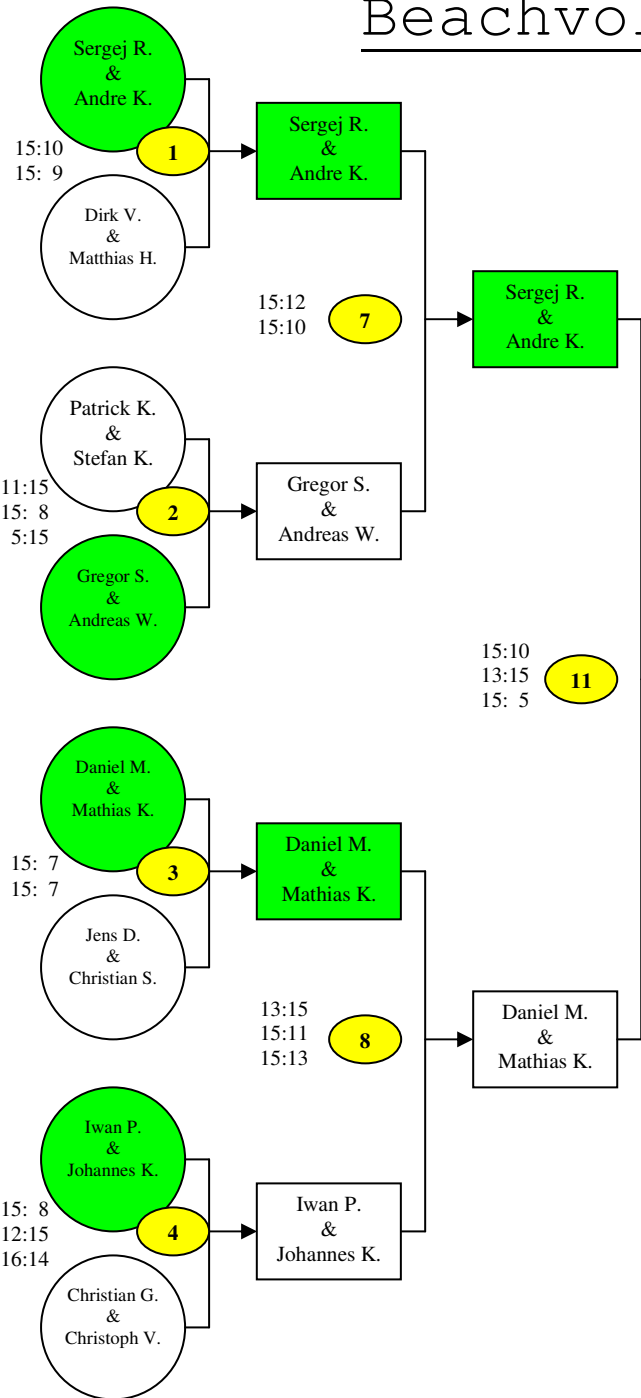 Beachvol
Sergej R.
&
Andre K.
15:10
15: 9
1
Dirk V.
&
Matthias H.
Sergej R.
&
Andre K.
15:12
15:10
7
Sergej R.
&
Andre K.
Patrick K.
&
Stefan K.
11:15
15: 8
5:15
2
Gregor S.
&
Andreas W.
Gregor S.
&
Andreas W.
15:10
13:15
15: 5
11
Daniel M.
&
Mathias K.
15: 7
15: 7
3
Jens D.
&
Christian S.
Daniel M.
&
Mathias K.
13:15
15:11
15:13
8
Daniel M.
&
Mathias K.
Iwan P.
&
Johannes K.
15: 8
12:15
16:14
4
Christian G.
&
Christoph V.
Iwan P.
&
Johannes K.